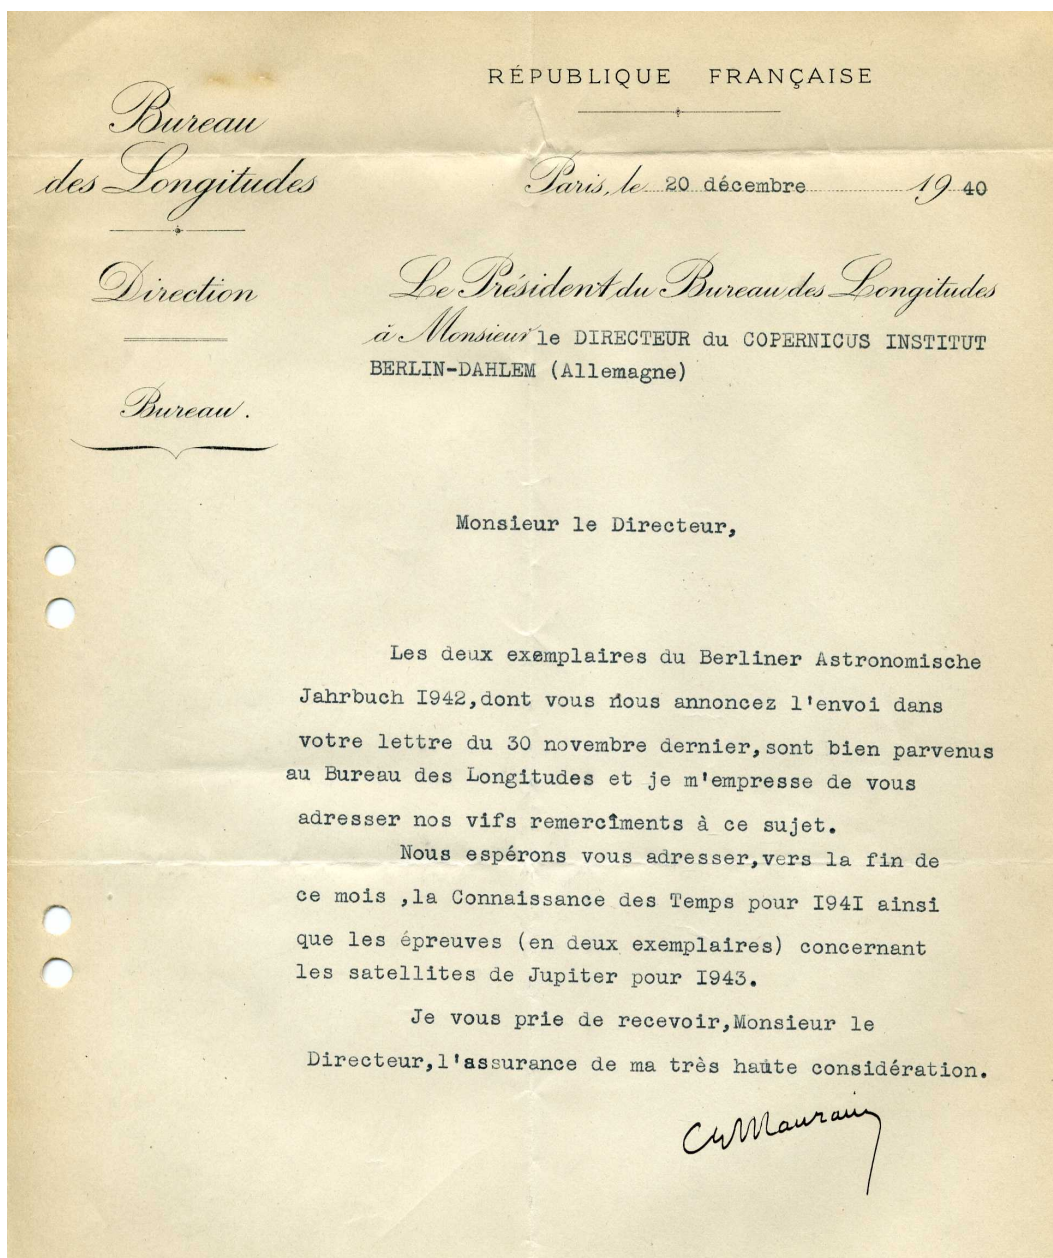 RÉPUBLIQUE FRANÇAISE
Bureau
des Longitudes
Paris, le 20 décembre 19 40
Direction
Le Président du Bureau des Longitudes
à Monsieur le DIRECTEUR du COPERNICUS INSTITUT
BERLIN-DAHLEM (Allemagne)
Bureau.
Monsieur le Directeur,
Les deux exemplaires du Berliner Astronomische
Jahrbuch I942,dont vous nous annoncez l'envoi dans
votre lettre du 30 novembre dernier,sont bien parvenus
au Bureau des Longitudes et je m'empresse de vous
adresser nos vifs remercîments à ce sujet.
Nous espérons vous adresser,vers la fin de
ce mois ,la Connaissance des Temps pour I94I ainsi
que les épreuves (en deux exemplaires) concernant
les satellites de Jupiter pour I943.
Je vous prie de recevoir,Monsieur le
Directeur,l'assurance de ma très haute considération.
Ch Maurain